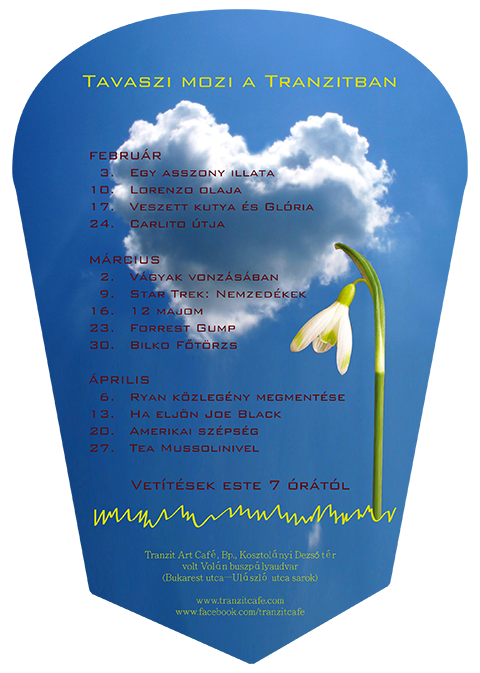 Tavaszi mozi a Tranzitban
Február
3. Egy asszony illata
10. Lorenzo olaja
17. Veszett kutya és Glória
24. Carlito útja
Március
2. Vágyak vonzásában
9. Star Trek: Nemzedékek
16. 12 majom
23. Forrest Gump
30. Bilko Főtörzs
Április
6. Ryan közlegény megmentése
13. Ha eljön Joe Black
20. Amerikai szépség
27. Tea Mussolinivel
Vetítések este 7 órától
Tranzit Art Café, Bp., Kosztolányi Dezső tér
volt Volán buszpályaudvar
(Bukarest utca–Ulászló utca sarok)
www.tranzitcafe.com
www.facebook.com/tranzitcafe